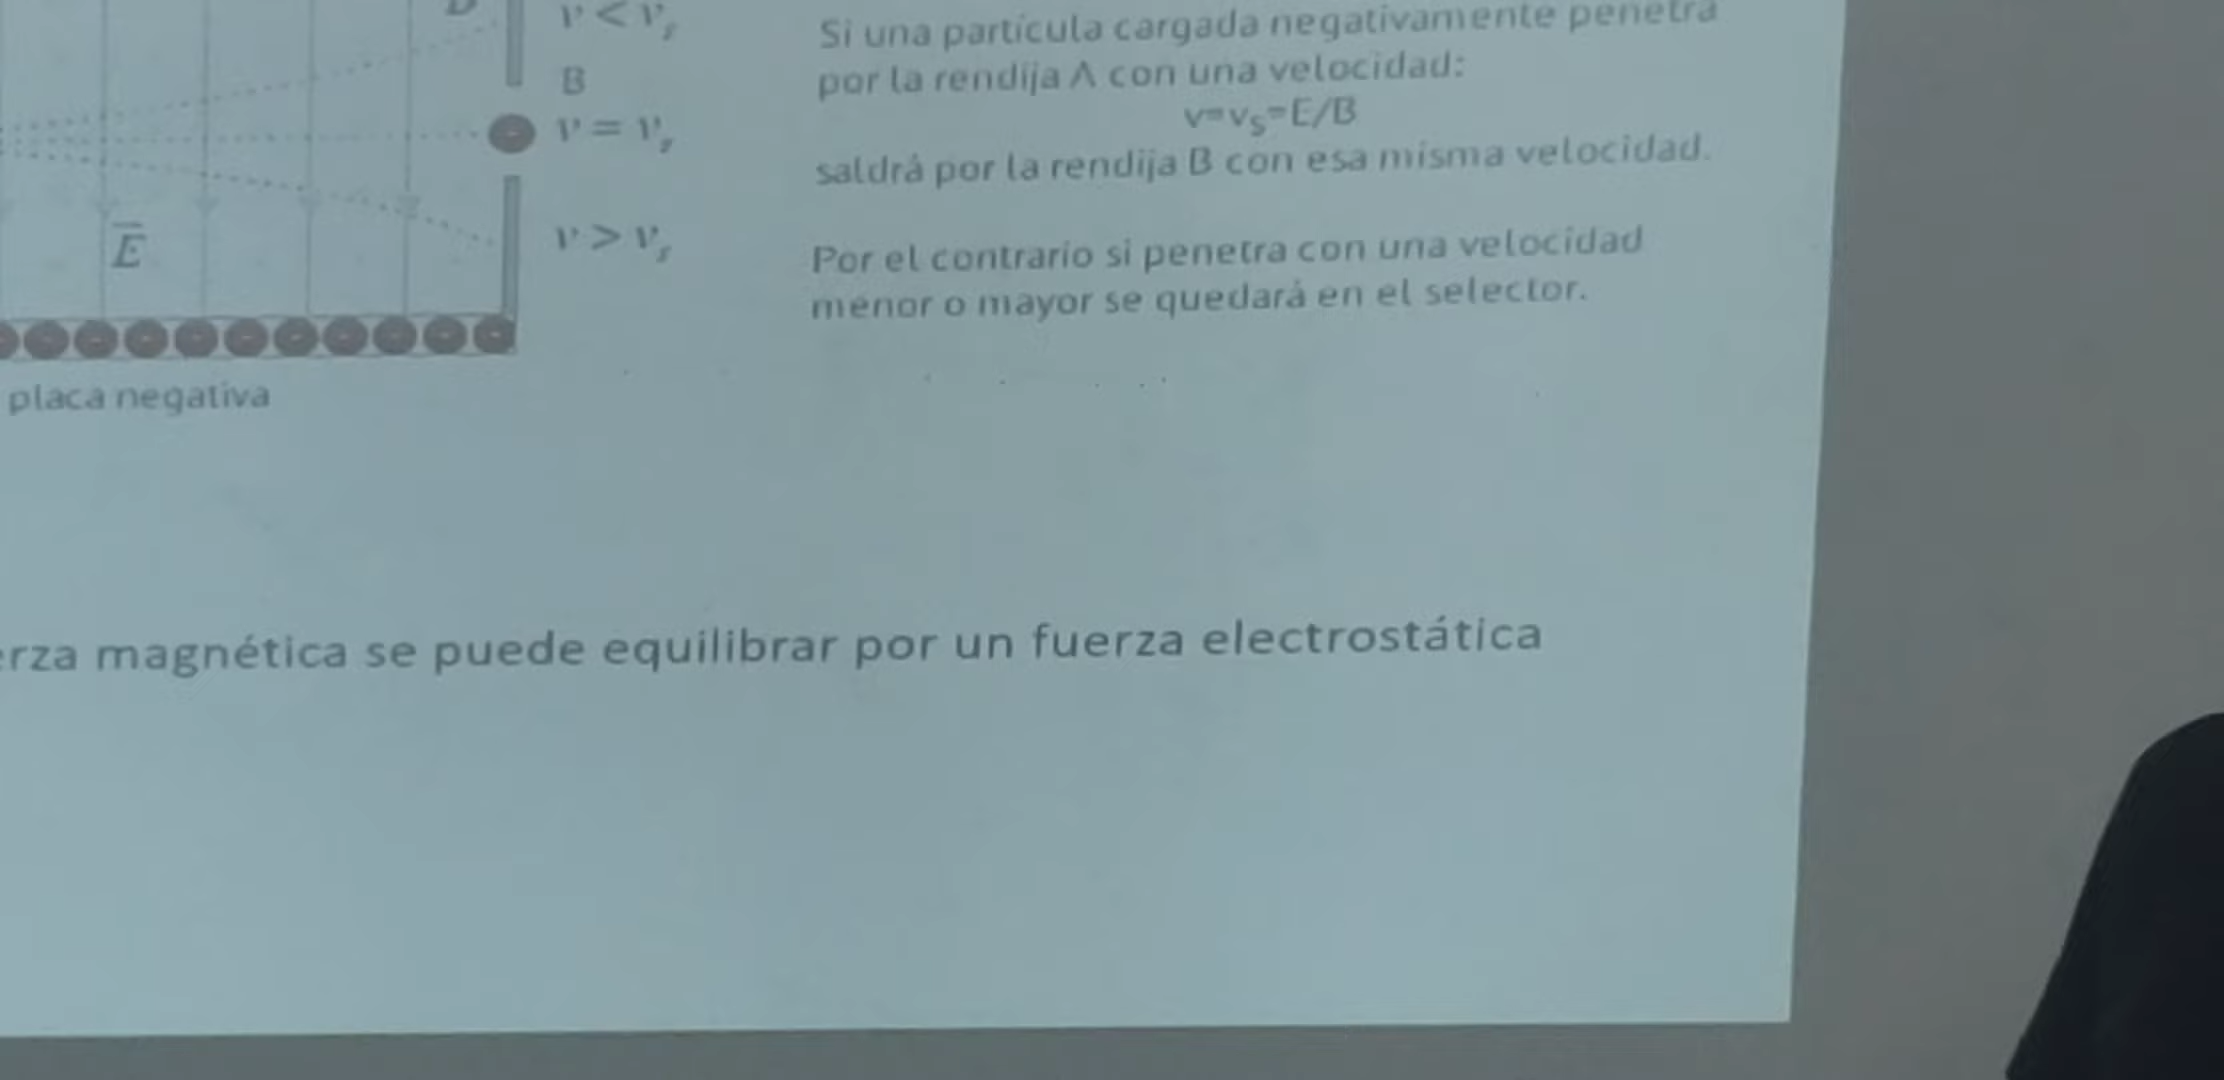 v < vs
B
v = vs
E
v > vs
placa negativa
Si una partícula cargada negativamente penetra
por la rendija A con una velocidad:
v=vS=E/B
saldrá por la rendija B con esa misma velocidad.
Por el contrario si penetra con una velocidad
menor o mayor se quedará en el selector.
magnética se puede equilibrar por un fuerza electrostática